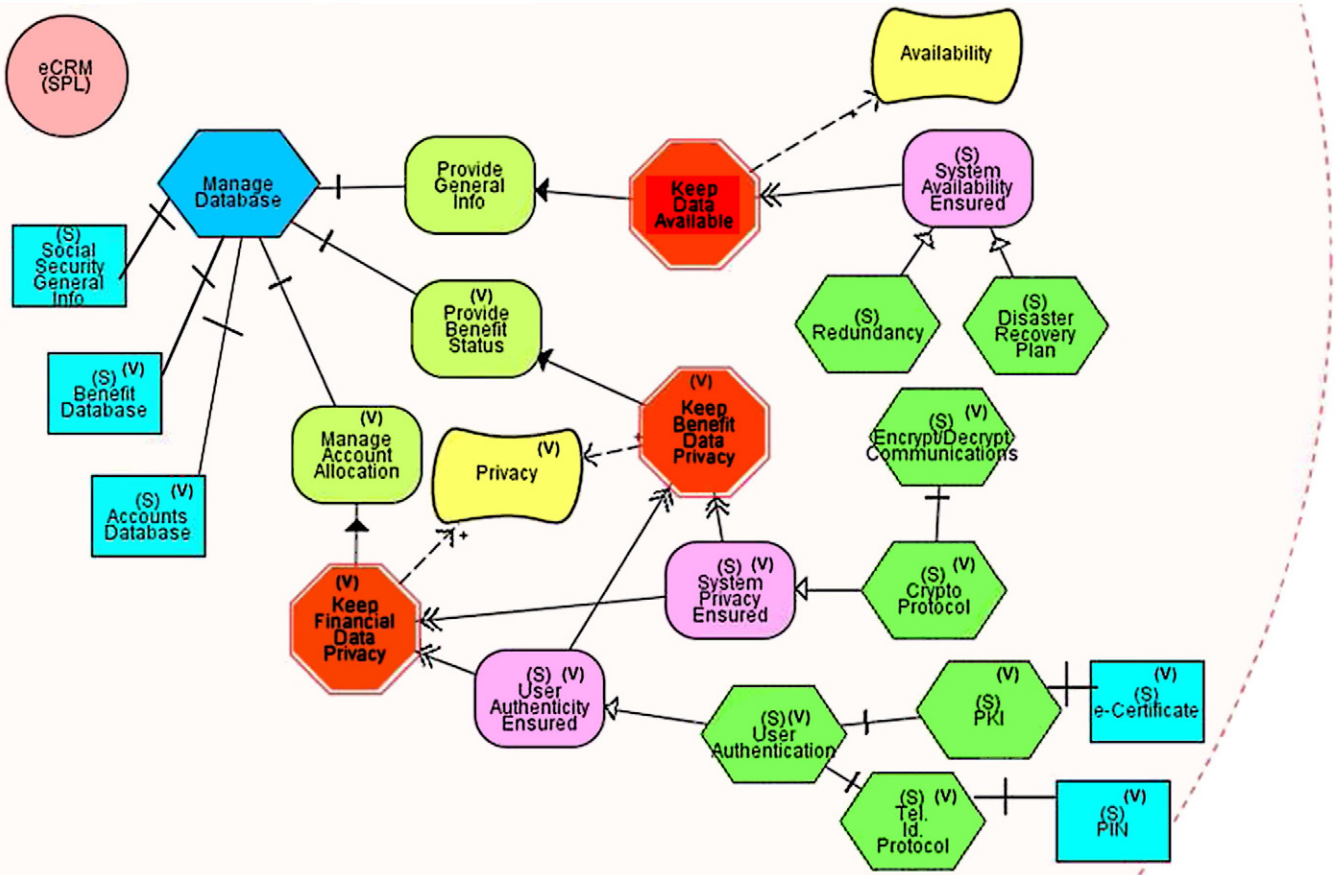 eCRM
(SPL)
Availability
Manage
Database
Provide
General
Info
Keep
Data
Available
(S)
System
Availability
Ensured
(S)
Social
Security
General
Info
(V)
Provide
Benefit
Status
(S)
Redundancy
(S)
Disaster
Recovery
Plan
(S) (V)
Benefit
Database
(V)
Keep
Benefit
Data
Privacy
(S) (V)
Encrypt/Decrypt
Communications
(V)
Manage
Account
Allocation
(V)
Privacy
+
(S) (V)
Accounts
Database
+
(V)
Keep
Financial
Data
Privacy
(S) (V)
System
Privacy
Ensured
(S) (V)
Crypto
Protocol
(S) (V)
User
Authenticity
Ensured
(S)(V)
User
Authentication
(V)
(S)
PKI
(V)
(S)
e-Certificate
(S) (V)
Tel.
Id.
Protocol
(V)
(S)
PIN